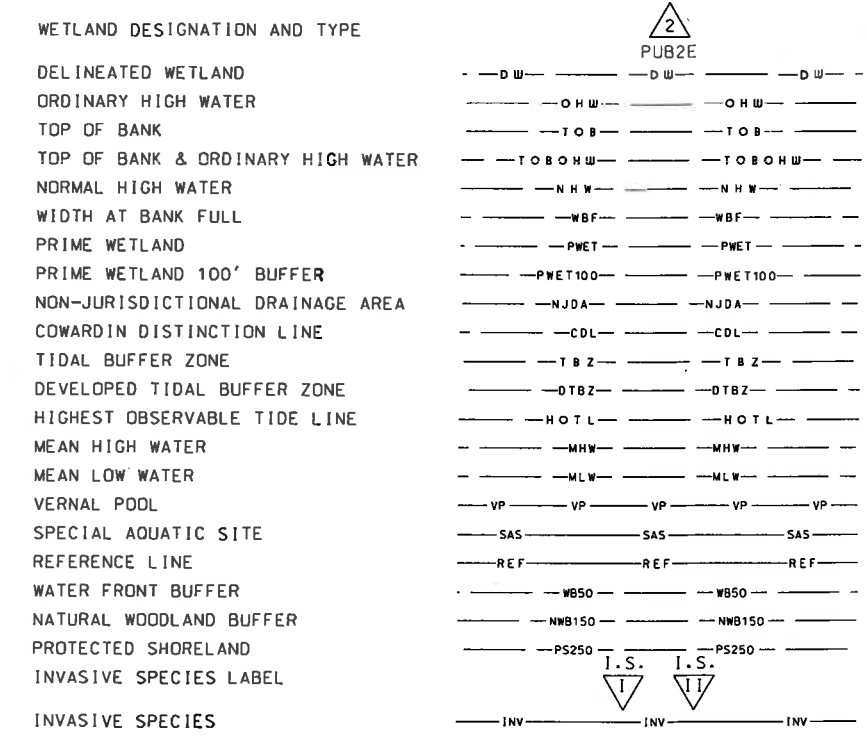 WETLAND DESIGNATION AND TYPE 2
PUB2E
DELINEATED WETLAND DW DW DW
ORDINARY HIGH WATER OHW OHW
TOP OF BANK TOB TOB
TOP OF BANK & ORDINARY HIGH WATER TOBOHW TOBOHW
NORMAL HIGH WATER NHW NHW
WIDTH AT BANK FULL WBF WBF
PRIME WETLAND PWET PWET
PRIME WETLAND 100' BUFFER PWET100 PWET100
NON-JURISDICTIONAL DRAINAGE AREA NJDA NJDA
COWARDIN DISTINCTION LINE CDL CDL
TIDAL BUFFER ZONE TBZ TBZ
DEVELOPED TIDAL BUFFER ZONE DTBZ DTBZ
HIGHEST OBSERVABLE TIDE LINE HOTL HOTL
MEAN HIGH WATER MHW MHW
MEAN LOW WATER MLW MLW
VERNAL POOL VP VP VP VP VP
SPECIAL AQUATIC SITE SAS SAS SAS
REFERENCE LINE REF REF REF
WATER FRONT BUFFER WB50 WB50
NATURAL WOODLAND BUFFER NWB150 NWB150
PROTECTED SHORELAND PS250 PS250
I.S. I.S.
INVASIVE SPECIES LABEL I II
INVASIVE SPECIES INV INV INV